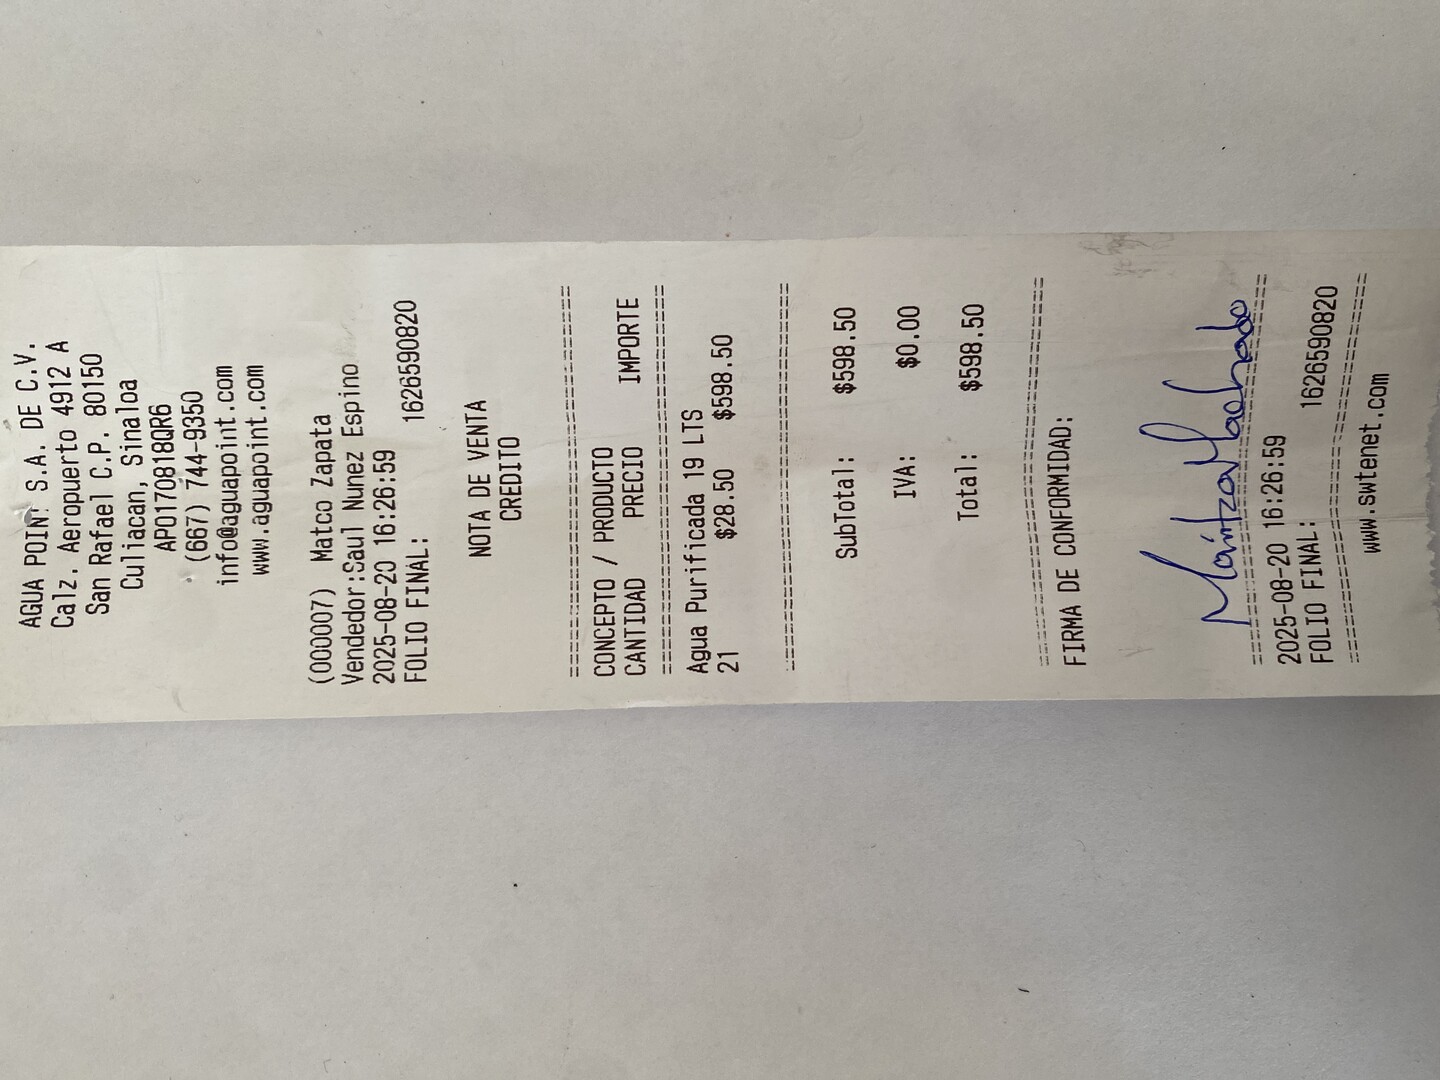 AGUA POINT S.A. DE C.V.
Calz. Aeropuerto 4912 A
San Rafael C.P. 80150
Culiacan, Sinaloa
APO170818QR6
(667) 744-9350
info@aguapoint.com
www.aguapoint.com
(000007) Matco Zapata
Vendedor:Saul Nunez Espino
2025-08-20 16:26:59
FOLIO FINAL: 1626590820
NOTA DE VENTA
CREDITO
================================
CONCEPTO / PRODUCTO
CANTIDAD PRECIO IMPORTE
================================
Agua Purificada 19 LTS
21 $28.50 $598.50
================================
SubTotal: $598.50
IVA: $0.00
Total: $598.50
================================
FIRMA DE CONFORMIDAD:
Maritza Machado
================================
2025-08-20 16:26:59
FOLIO FINAL: 1626590820
================================
www.swtenet.com